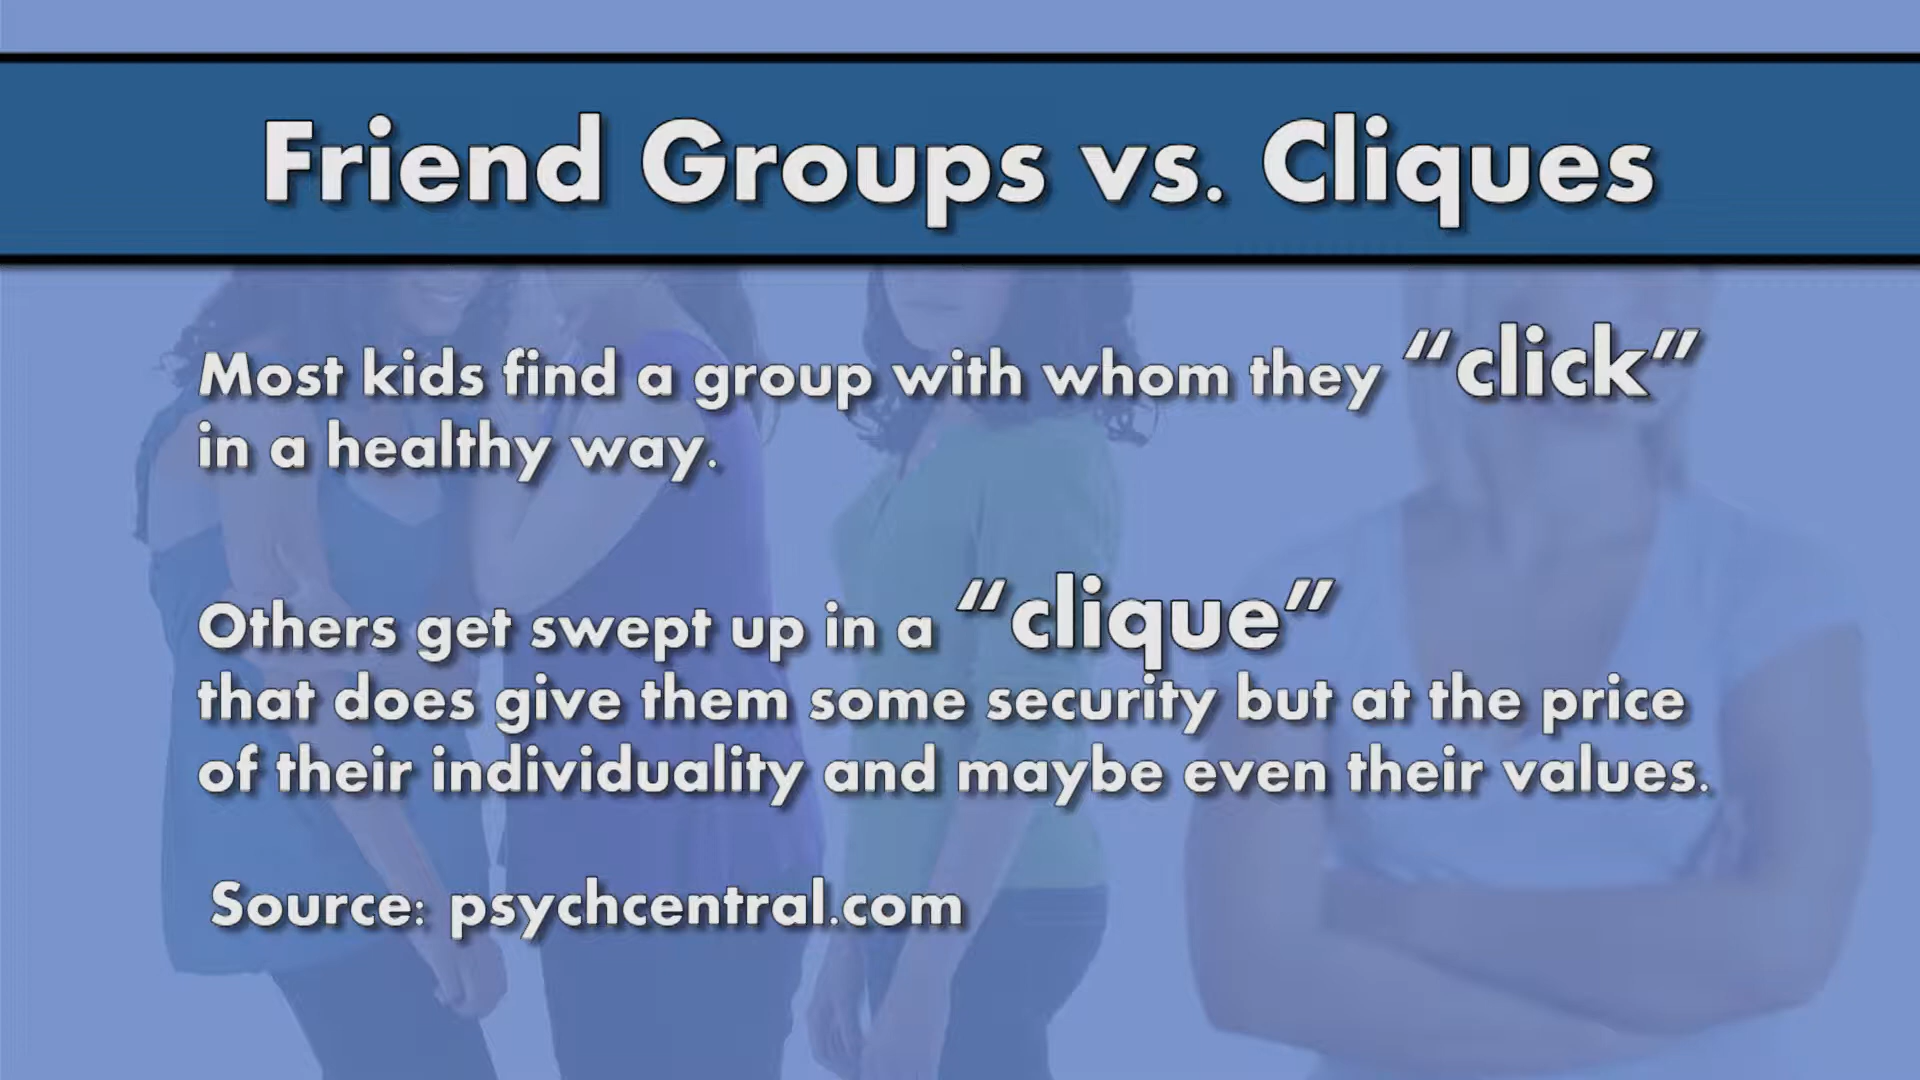 Friend Groups vs. Cliques
Most kids find a group with whom they “click”
in a healthy way.
Others get swept up in a “clique”
that does give them some security but at the price
of their individuality and maybe even their values.
Source: psychcentral.com